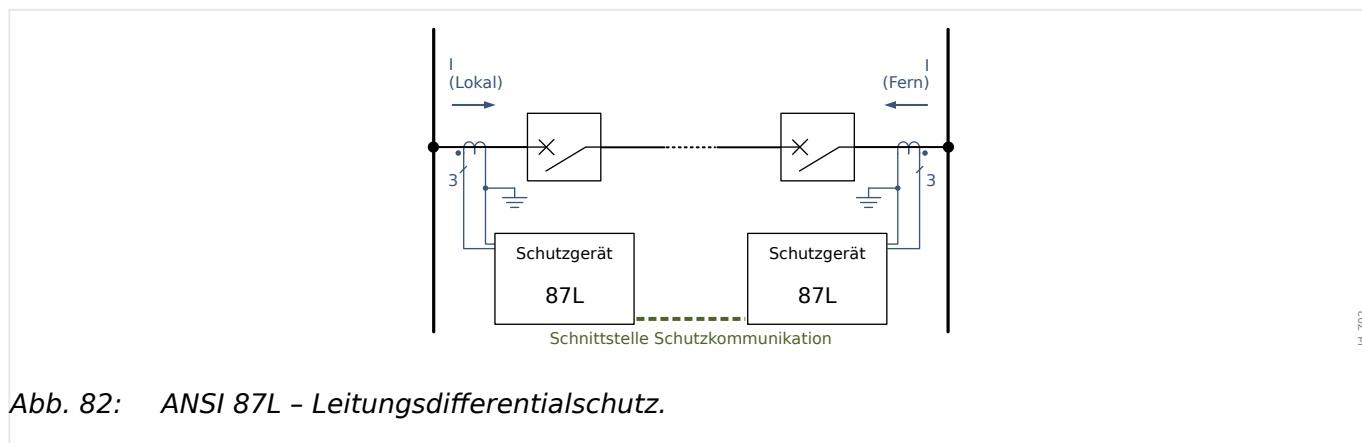 I
(Lokal)
I
(Fern)
3
3
Schutzgerät
87L
Schutzgerät
87L
Schnittstelle Schutzkommunikation
Abb. 82: ANSI 87L – Leitungsdifferentialschutz.